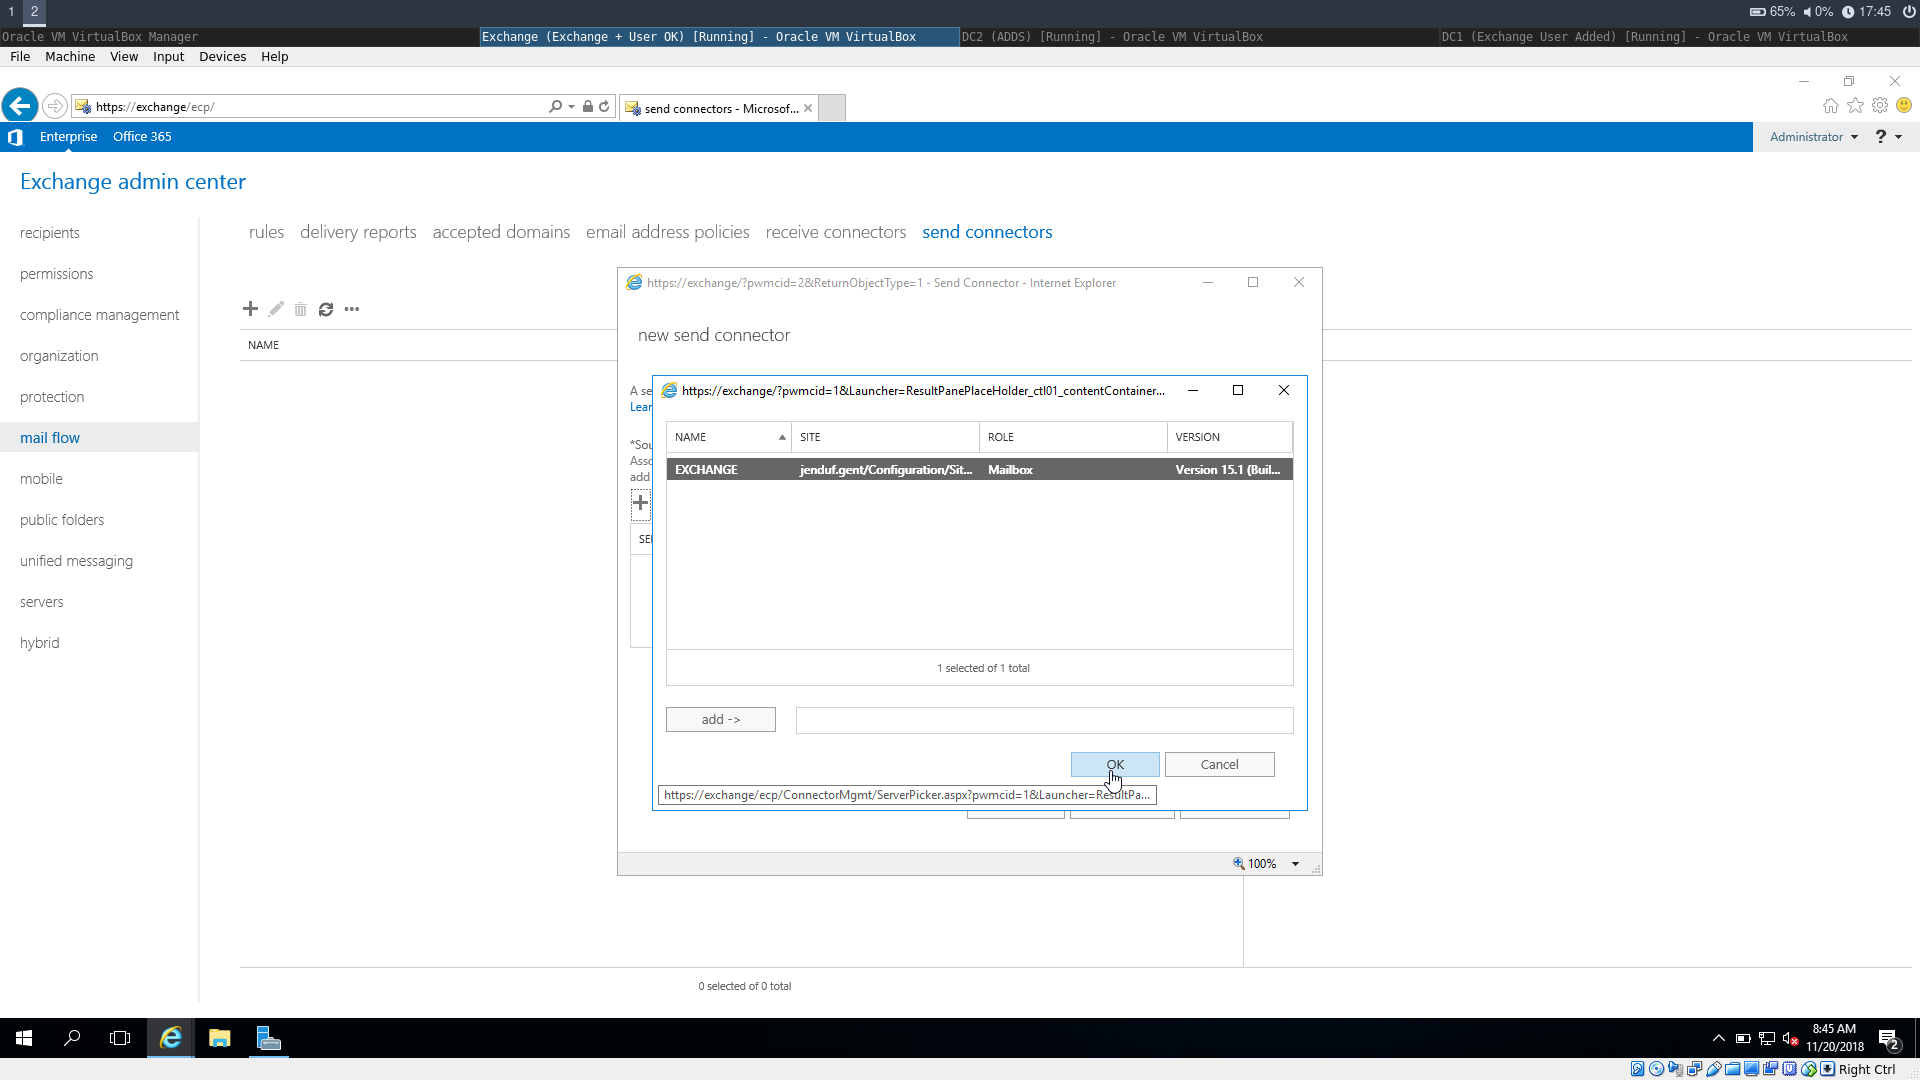 1 2 65% 0% 17:45
Oracle VM VirtualBox Manager Exchange (Exchange + User OK) [Running] - Oracle VM VirtualBox DC2 (ADDS) [Running] - Oracle VM VirtualBox DC1 (Exchange User Added) [Running] - Oracle VM VirtualBox
File Machine View Input Devices Help
https://exchange/ecp/ send connectors - Microsof...
Enterprise Office 365 Administrator ?
Exchange admin center
recipients
permissions
compliance management
organization
protection
mail flow
mobile
public folders
unified messaging
servers
hybrid
rules delivery reports accepted domains email address policies receive connectors send connectors
NAME
https://exchange/?pwmcid=2&ReturnObjectType=1 - Send Connector - Internet Explorer
new send connector
A se
Lear
*Sou
Asso
add
SE
https://exchange/?pwmcid=1&Launcher=ResultPanePlaceHolder_ctl01_contentContainer...
NAME SITE ROLE VERSION
EXCHANGE jenduf.gent/Configuration/Sit... Mailbox Version 15.1 (Buil...
1 selected of 1 total
add ->
OK Cancel
https://exchange/ecp/ConnectorMgmt/ServerPicker.aspx?pwmcid=1&Launcher=ResultPa...
100%
0 selected of 0 total
8:45 AM
11/20/2018
2
Right Ctrl